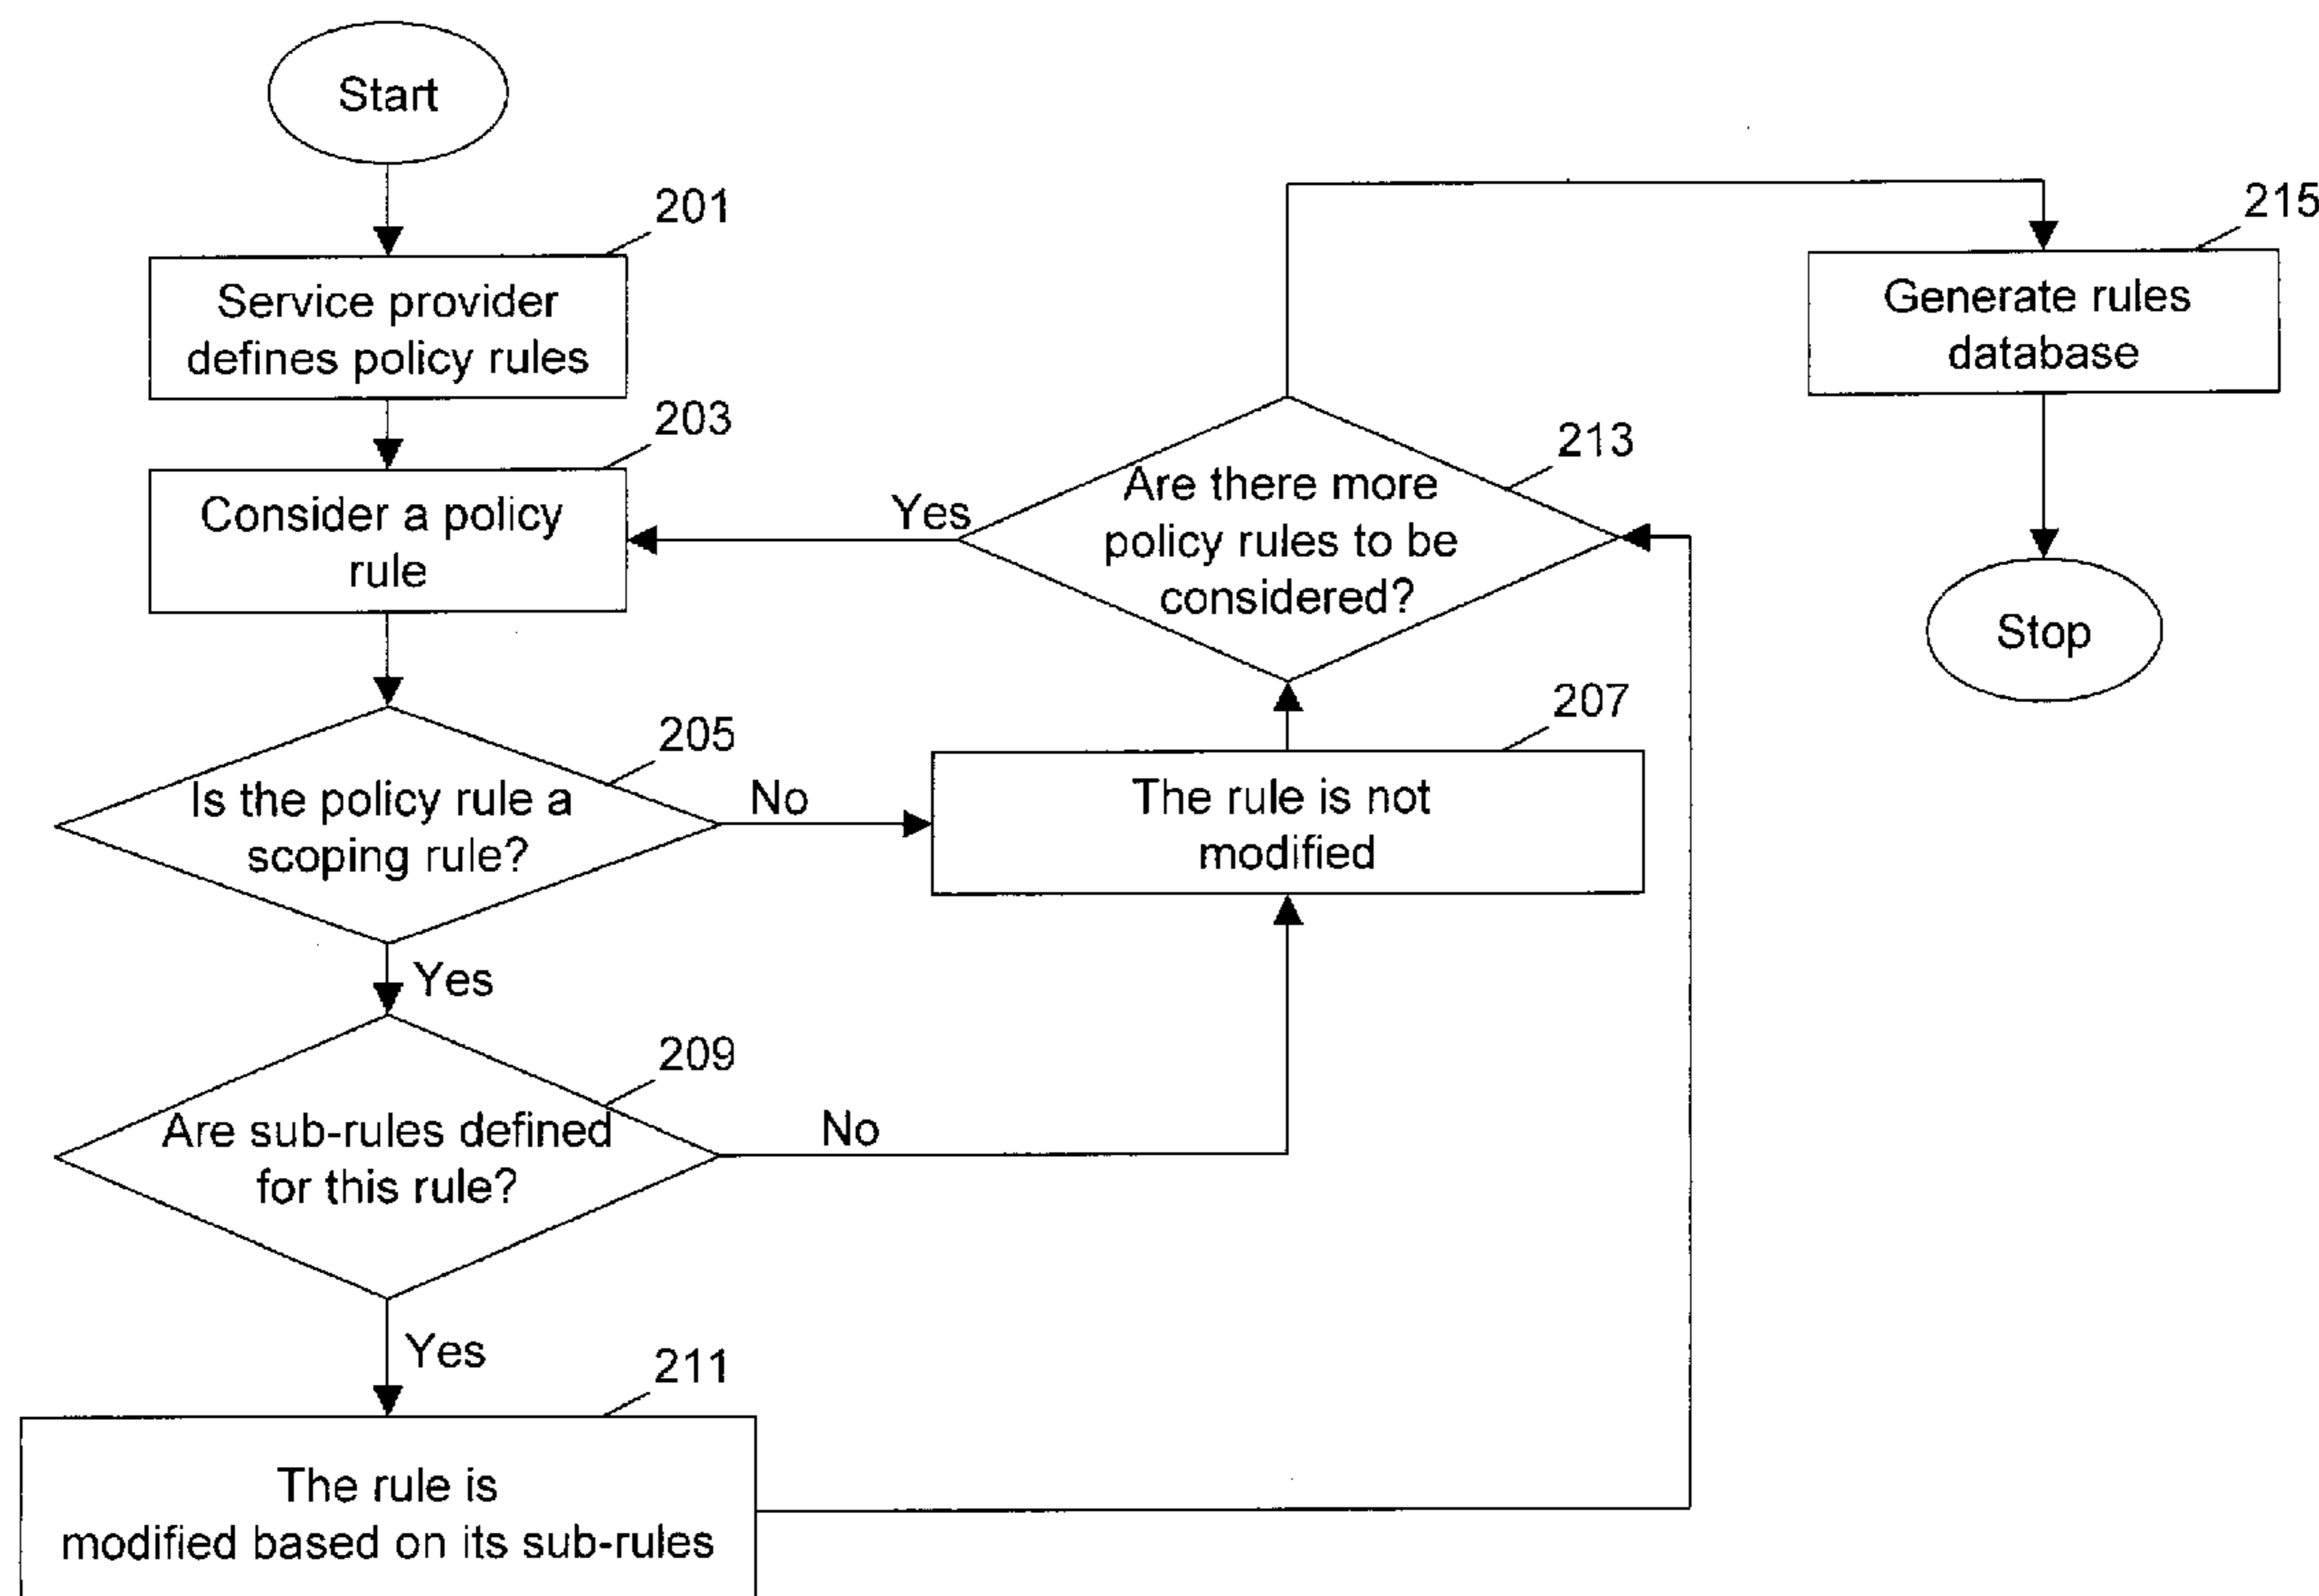 Start
201
Service provider
defines policy rules
203
Consider a policy
rule
205
Is the policy rule a
scoping rule?
No
Yes
209
Are sub-rules defined
for this rule?
No
Yes
211
The rule is
modified based on its sub-rules
207
The rule is not
modified
213
Are there more
policy rules to be
considered?
Yes
215
Generate rules
database
Stop